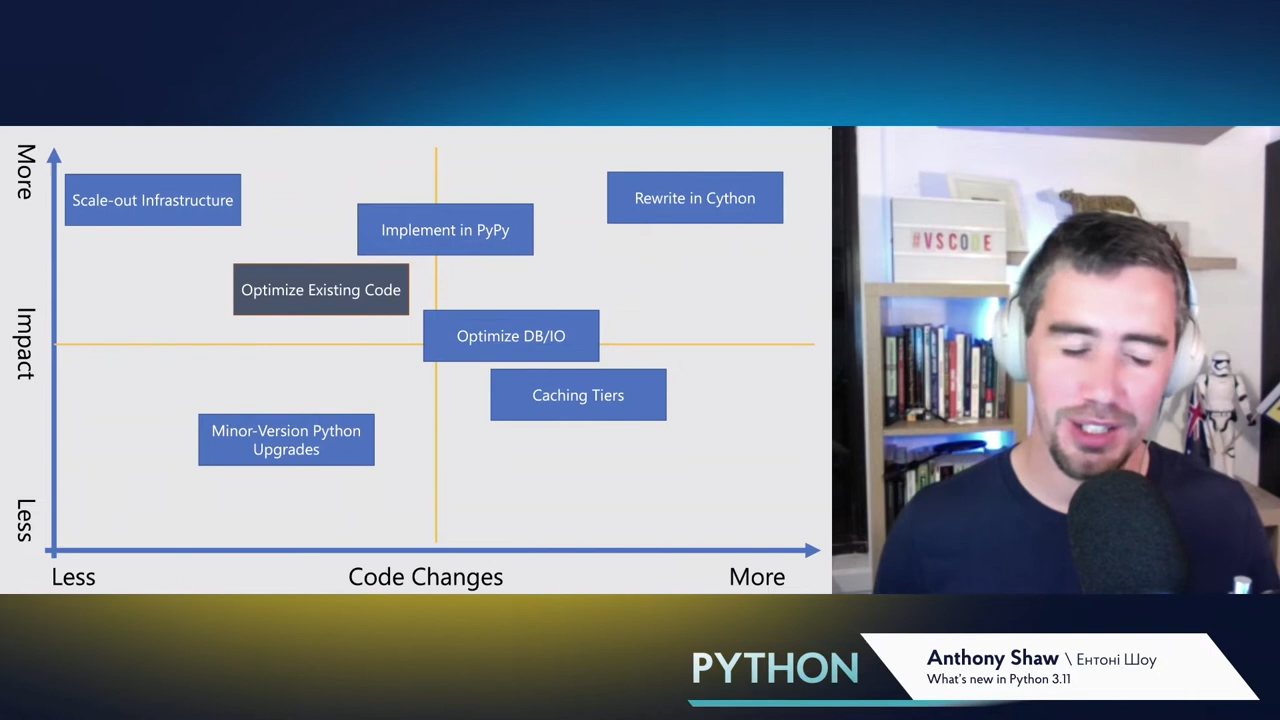 More
Impact
Less
Scale-out Infrastructure
Implement in PyPy
Rewrite in Cython
Optimize Existing Code
Optimize DB/IO
Caching Tiers
Minor-Version Python
Upgrades
Less
Code Changes
More
#VSCODE
PYTHON
Anthony Shaw \ Ентоні Шоу
What's new in Python 3.11